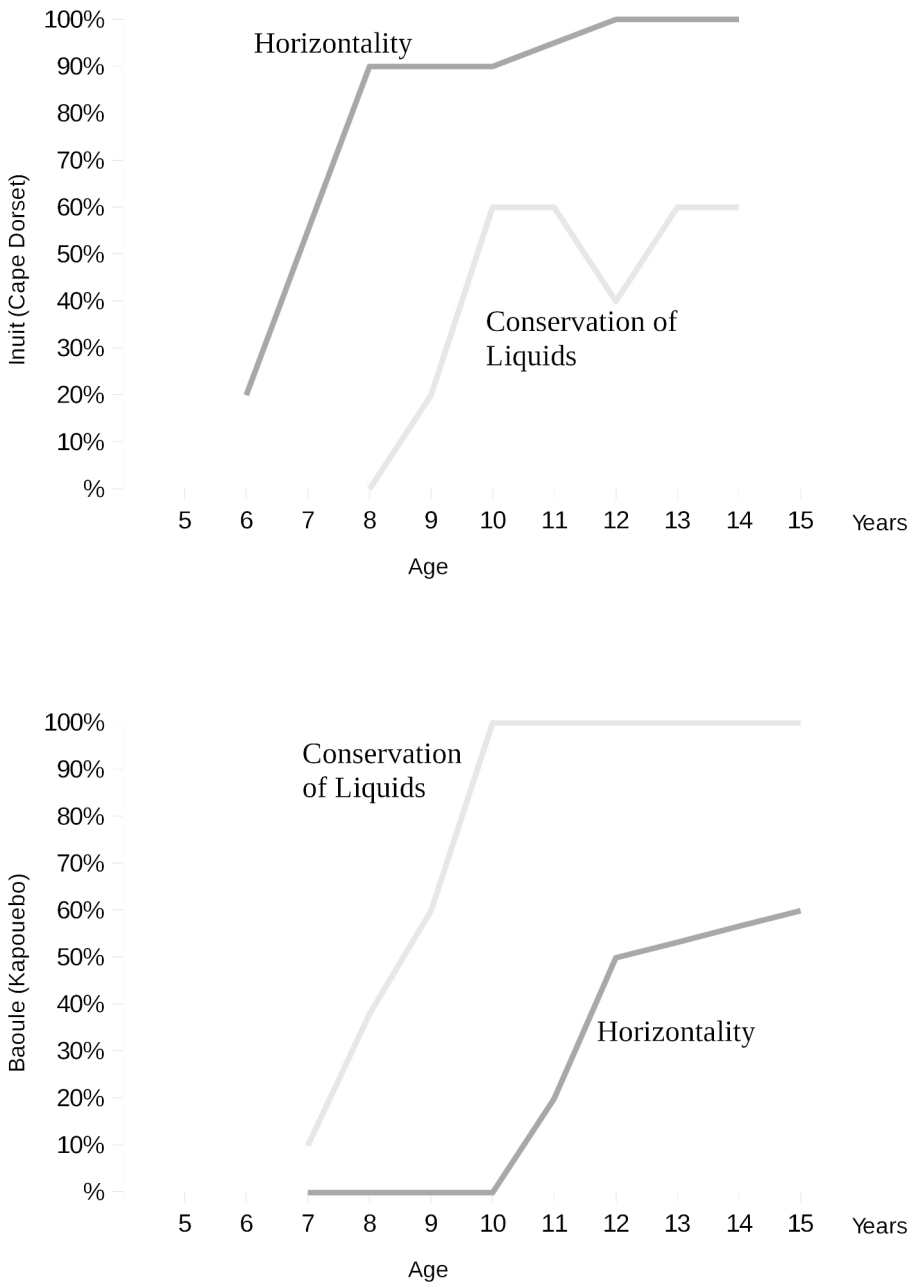 100%
Horizontality
90%
80%
70%
60%
50%
40%
30%
20%
10%
%
Inuit (Cape Dorset)
Conservation of
Liquids
5 6 7 8 9 10 11 12 13 14 15 Years
Age
100%
90%
80%
70%
60%
50%
40%
30%
20%
10%
%
Baoule (Kapouebo)
Conservation
of Liquids
Horizontality
5 6 7 8 9 10 11 12 13 14 15 Years
Age